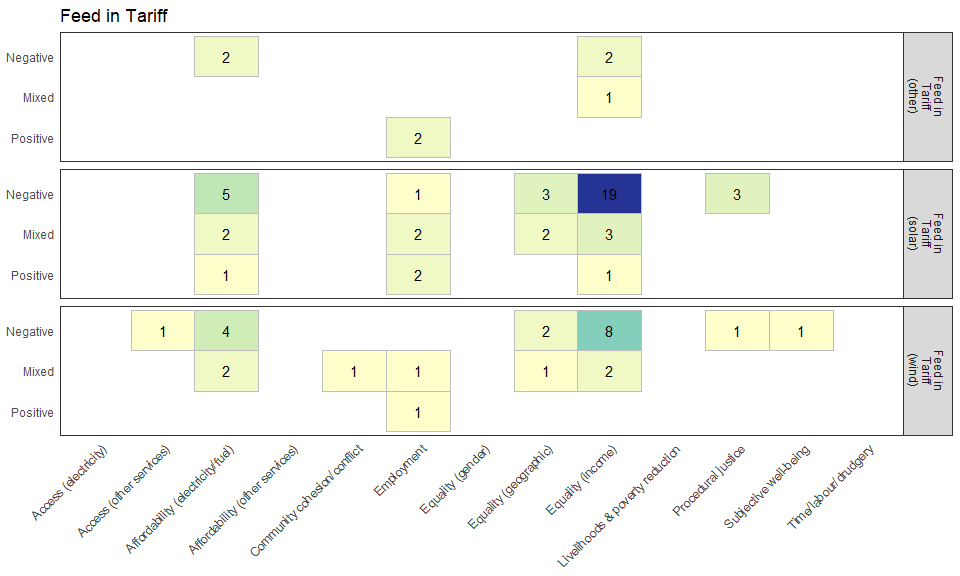 Feed in Tariff
Negative 2 2
Mixed 1
Positive 2
Feed in
Tariff
(other)
Negative 5 1 3 19 3
Mixed 2 2 2 3
Positive 1 2 1
Feed in
Tariff
(solar)
Negative 1 4 2 8 1 1
Mixed 2 1 1 1 2
Positive 1
Feed in
Tariff
(wind)
Access (electricity)
Access (other services)
Affordability (electricity/fuel)
Affordability (other services)
Community cohesion/conflict
Employment
Equality (gender)
Equality (geographic)
Equality (income)
Livelihoods & poverty reduction
Procedural justice
Subjective well-being
Time/labour/drudgery